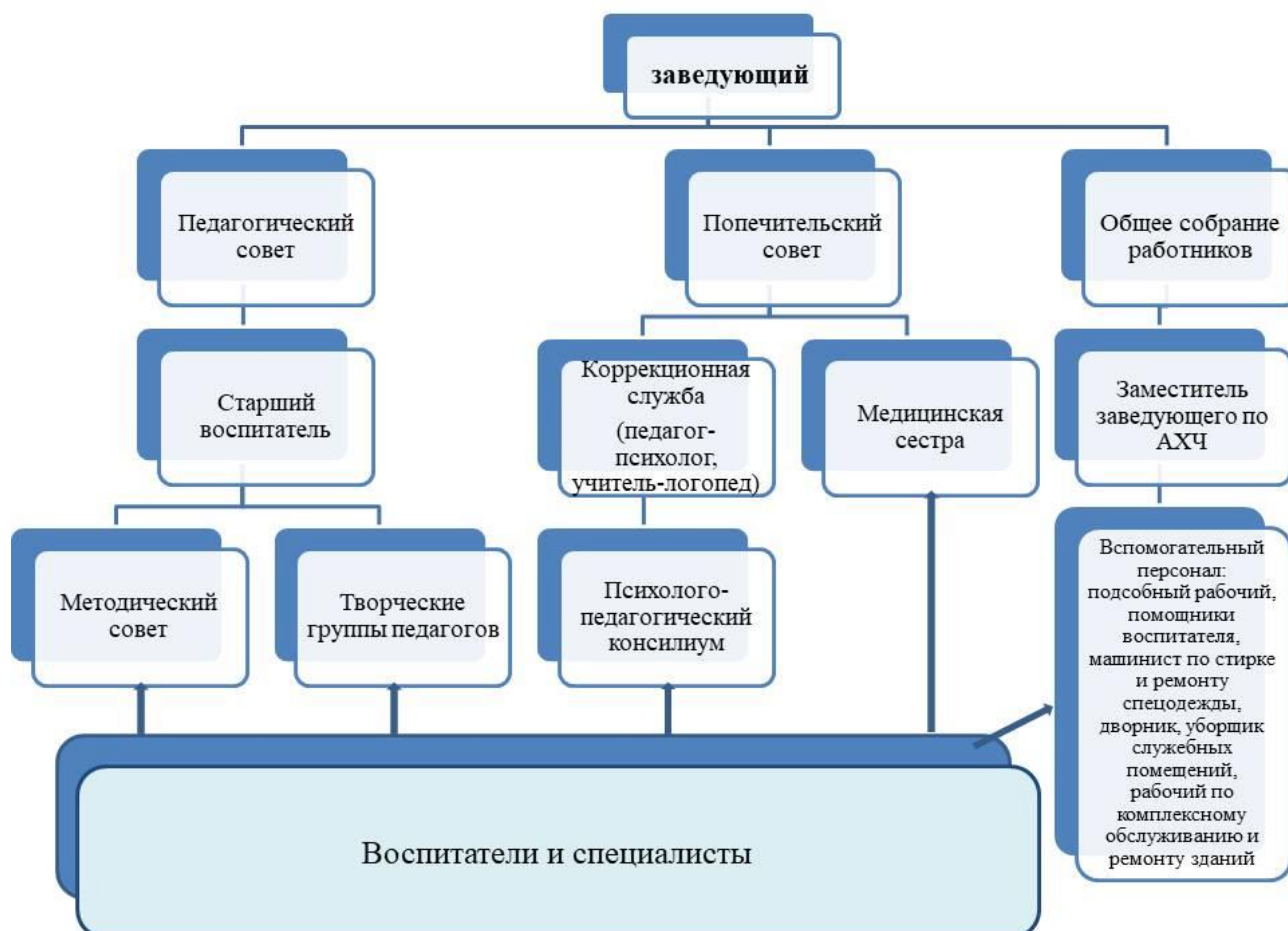 заведующий
Педагогический
совет
Попечительский
совет
Общее собрание
работников
Старший
воспитатель
Коррекционная
служба
(педагог-
психолог,
учитель-логопед)
Медицинская
сестра
Заместитель
заведующего по
АХЧ
Методический
совет
Творческие
группы педагогов
Психолого-
педагогический
консилиум
Вспомогательный
персонал:
подсобный рабочий,
помощники
воспитателя,
машинист по стирке
и ремонту
спецодежды,
дворник, уборщик
служебных
помещений,
рабочий по
комплексному
обслуживанию и
ремонту зданий
Воспитатели и специалисты